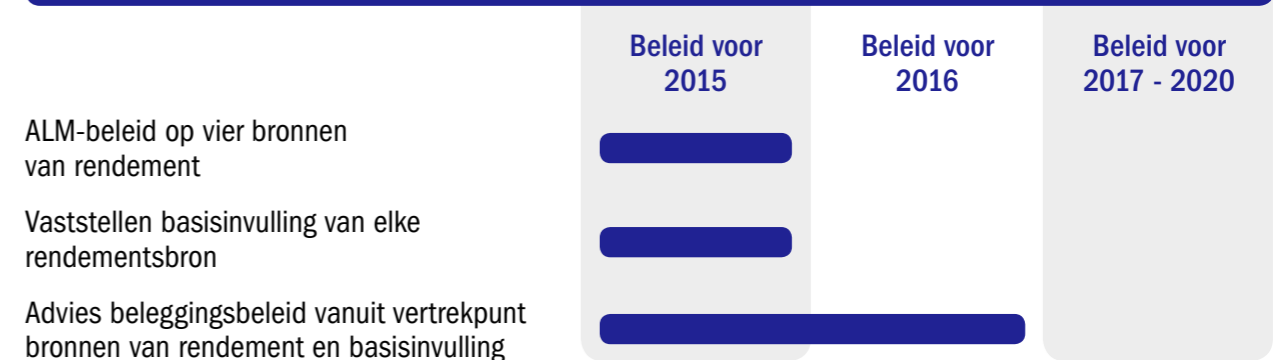 Beleid voor
2015
Beleid voor
2016
Beleid voor
2017 - 2020
ALM-beleid op vier bronnen
van rendement
Vaststellen basisinvulling van elke
rendementsbron
Advies beleggingsbeleid vanuit vertrekpunt
bronnen van rendement en basisinvulling